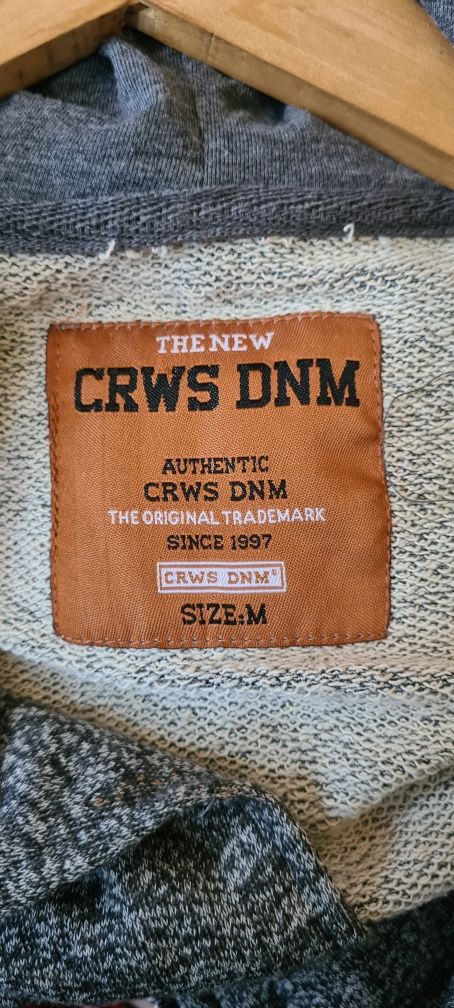 THE NEW
CRWS DNM
AUTHENTIC
CRWS DNM
THE ORIGINAL TRADEMARK
SINCE 1997
CRWS DNM®
SIZE:M